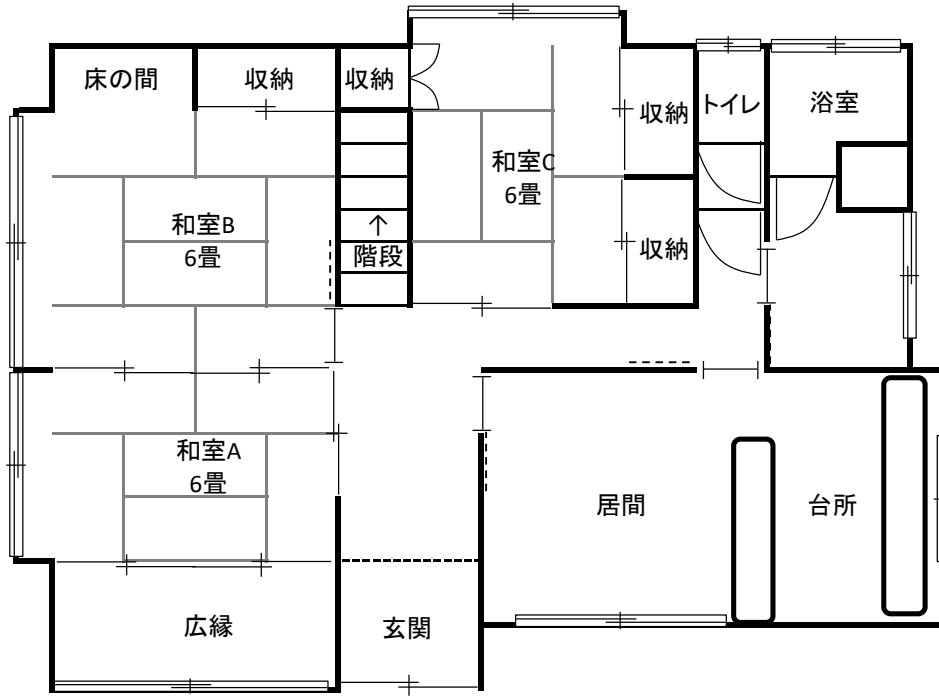 床の間
収納
収納
収納
トイレ
浴室
和室C
6畳
和室B
6畳
↑
階段
収納
和室A
6畳
居間
台所
広縁
玄関